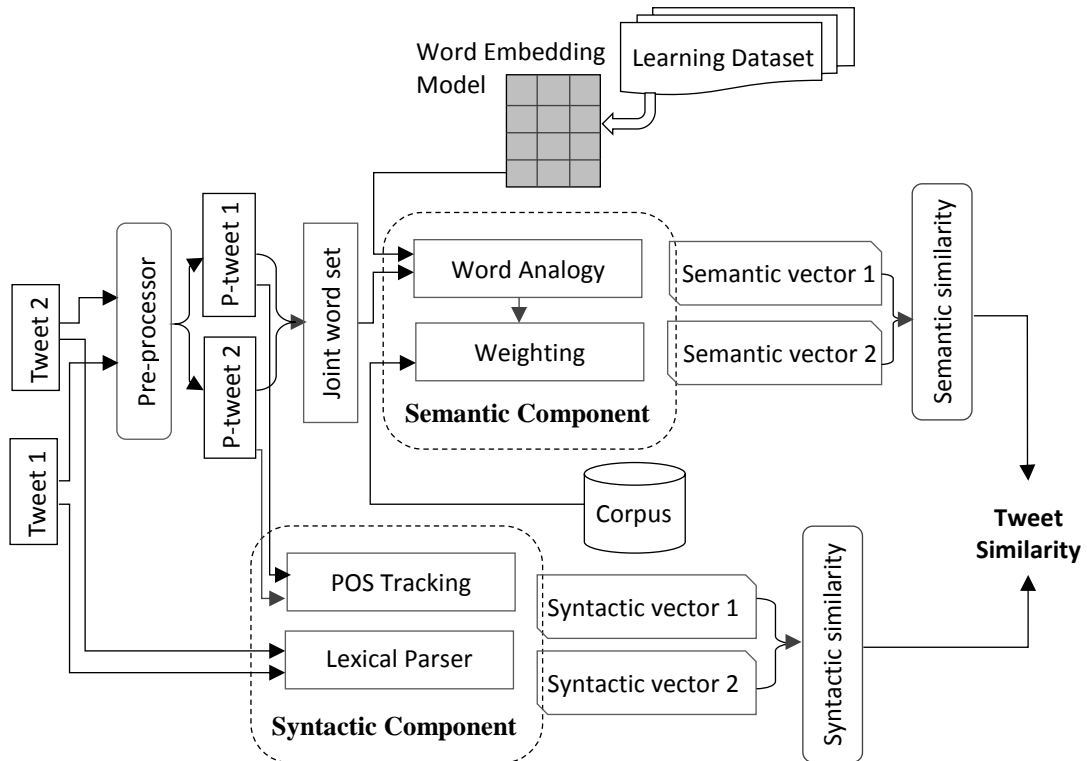 Word Embedding
Model
Learning Dataset
Tweet 2
Tweet 1
Pre-processor
P-tweet 1
P-tweet 2
Joint word set
Word Analogy
Weighting
Semantic Component
Semantic vector 1
Semantic vector 2
Semantic similarity
Corpus
POS Tracking
Lexical Parser
Syntactic Component
Syntactic vector 1
Syntactic vector 2
Syntactic similarity
Tweet
Similarity